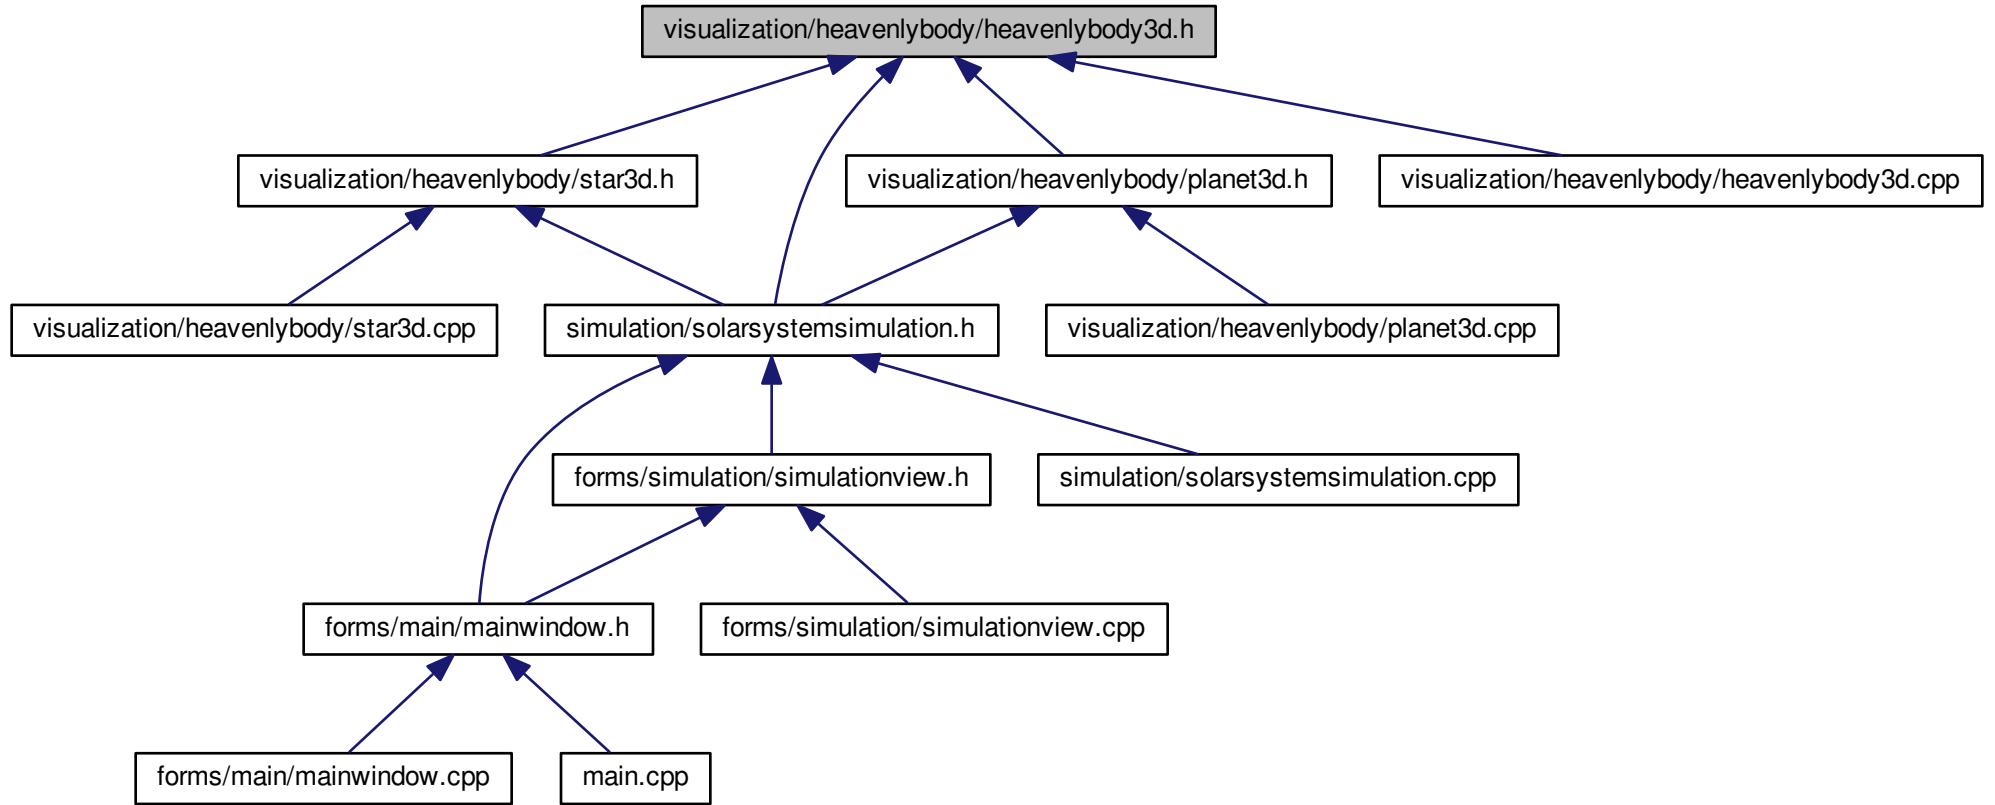 visualization/heavenlybody/heavenlybody3d.h
visualization/heavenlybody/star3d.h
visualization/heavenlybody/planet3d.h
visualization/heavenlybody/heavenlybody3d.cpp
visualization/heavenlybody/star3d.cpp
simulation/solarsystemsimulation.h
visualization/heavenlybody/planet3d.cpp
forms/simulation/simulationview.h
simulation/solarsystemsimulation.cpp
forms/main/mainwindow.h
forms/simulation/simulationview.cpp
forms/main/mainwindow.cpp
main.cpp